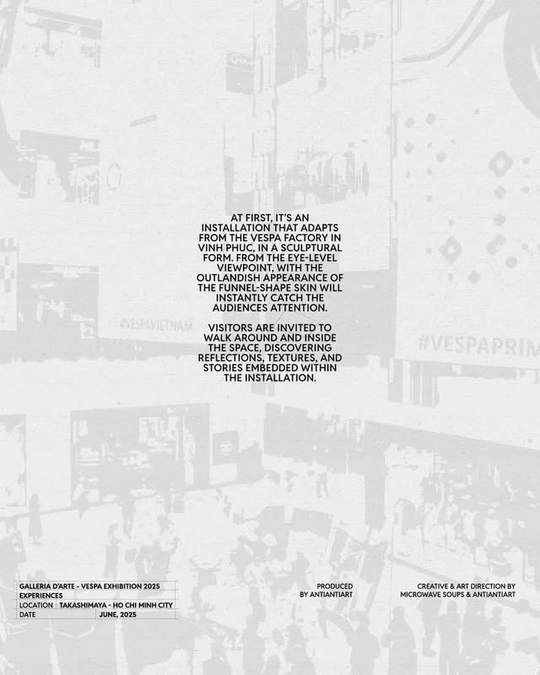 AT FIRST, IT'S AN
INSTALLATION THAT ADAPTS
FROM THE VESPA FACTORY IN
VINH PHUC, IN A SCULPTURAL
FORM. FROM THE EYE-LEVEL
VIEWPOINT, WITH THE
OUTLANDISH APPEARANCE OF
THE FUNNEL-SHAPE SKIN WILL
INSTANTLY CATCH THE
AUDIENCES ATTENTION.
VISITORS ARE INVITED TO
WALK AROUND AND INSIDE
THE SPACE, DISCOVERING
REFLECTIONS, TEXTURES, AND
STORIES EMBEDDED WITHIN
THE INSTALLATION.
#VESPAVIETNAM
#VESPAPRIM
GALLERIA D'ARTE - VESPA EXHIBITION 2025
EXPERIENCES
LOCATION TAKASHIMAYA - HO CHI MINH CITY
DATE JUNE, 2025
PRODUCED
BY ANTIANTIART
CREATIVE & ART DIRECTION BY
MICROWAVE SOUPS & ANTIANTIART